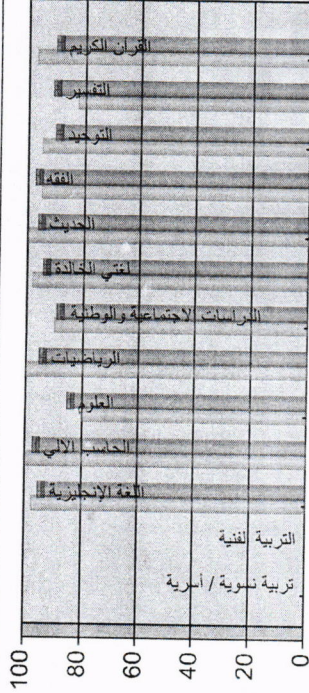 القرآن الكريم
التفسير
التوحيد
الفقه
الحديث
لغتي الخالدة
الدراسات الاجتماعية والوطنية
الرياضيات
العلوم
الحاسب الآلي
اللغة الإنجليزية
التربية الفنية
تربية نسوية / أسرية
100
80
60
40
20
0